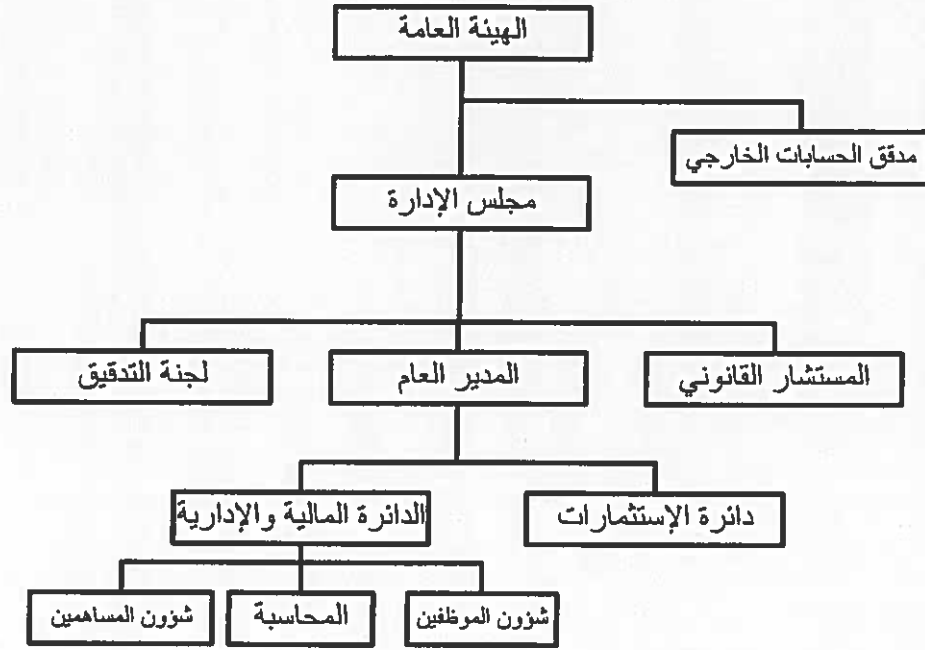 الهيئة العامة
مدقق الحسابات الخارجي
مجلس الإدارة
المستشار القانوني
المدير العام
لجنة التدقيق
دائرة الإستثمارات
الدائرة المالية والإدارية
شؤون الموظفين
المحاسبة
شؤون المساهمين